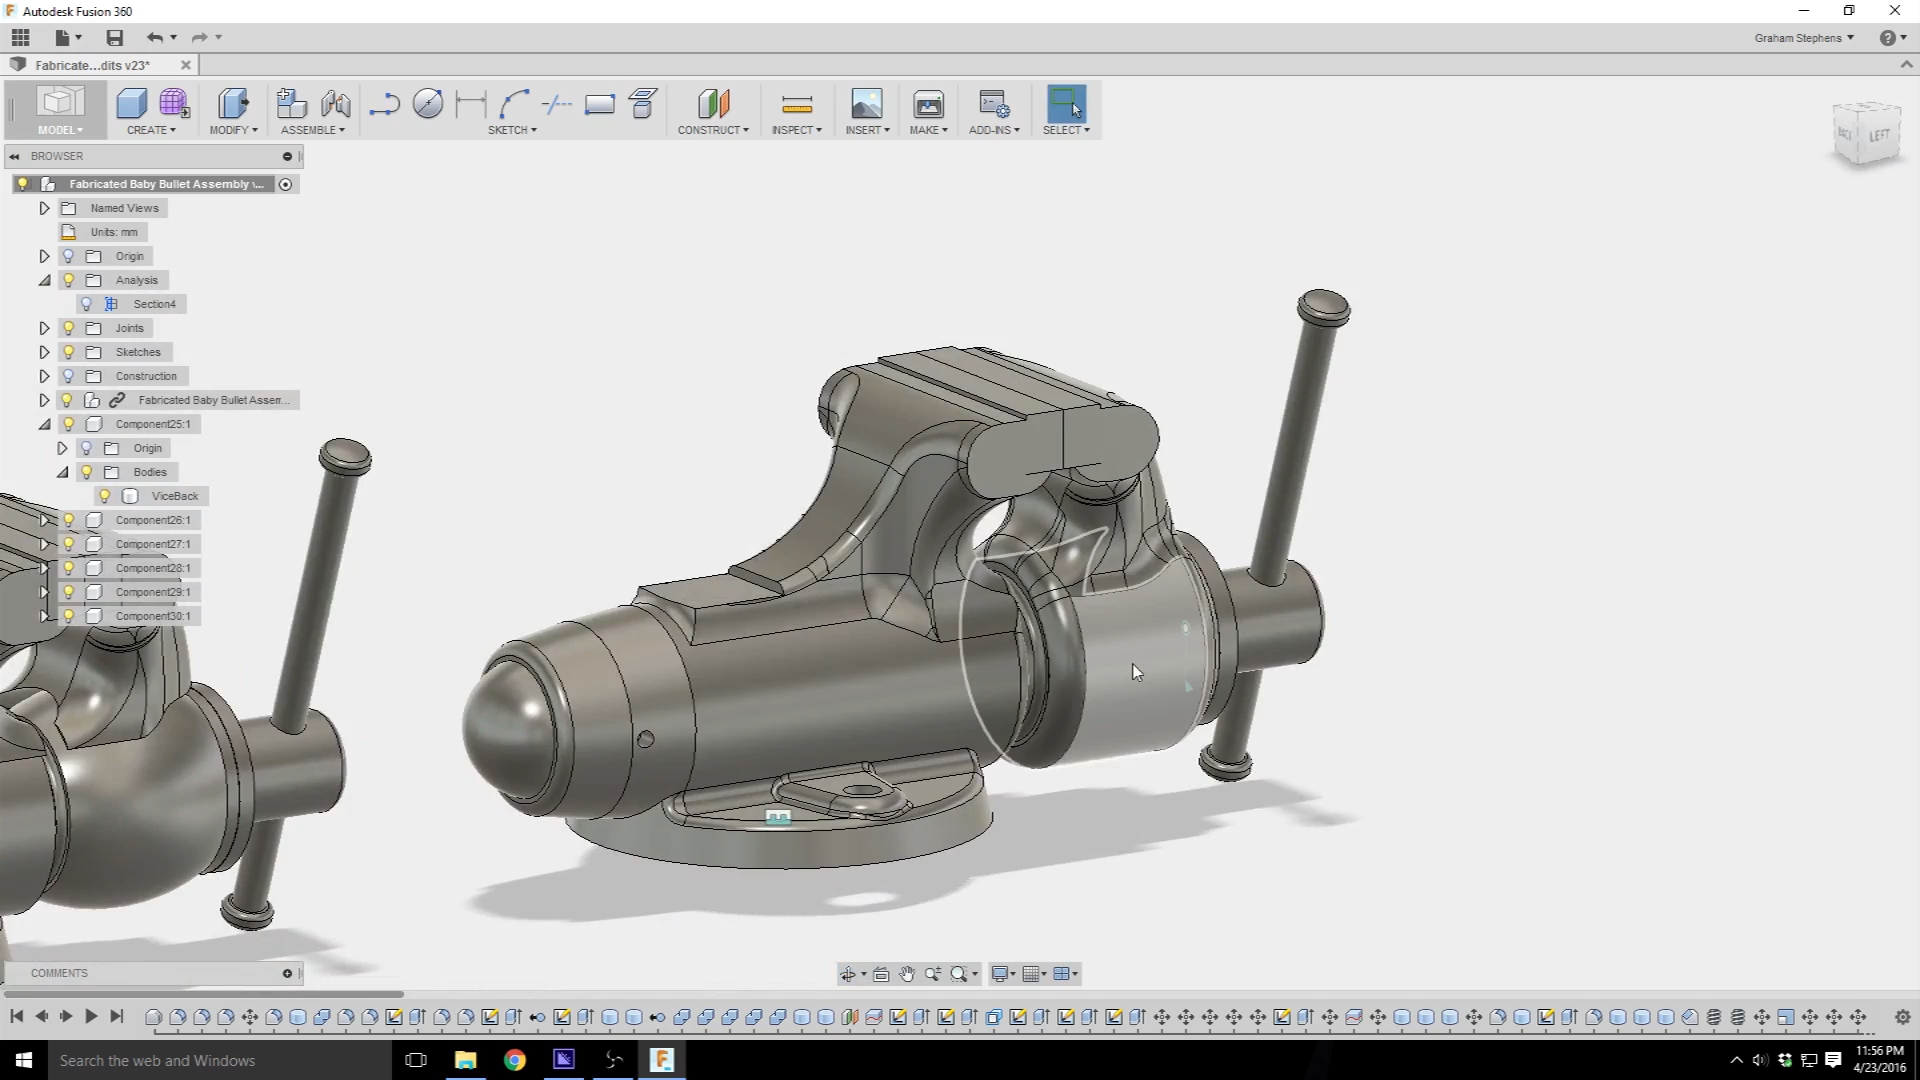 Autodesk Fusion 360
Graham Stephens
Fabricate...dits v23*
MODEL
CREATE
MODIFY
ASSEMBLE
SKETCH
CONSTRUCT
INSPECT
INSERT
MAKE
ADD-INS
SELECT
BROWSER
Fabricated Baby Bullet Assembly v...
Named Views
Units: mm
Origin
Analysis
Section4
Joints
Sketches
Construction
Fabricated Baby Bullet Assem...
Component25:1
Origin
Bodies
ViceBack
Component26:1
Component27:1
Component28:1
Component29:1
Component30:1
BACK
LEFT
COMMENTS
Search the web and Windows
11:56 PM
4/23/2016